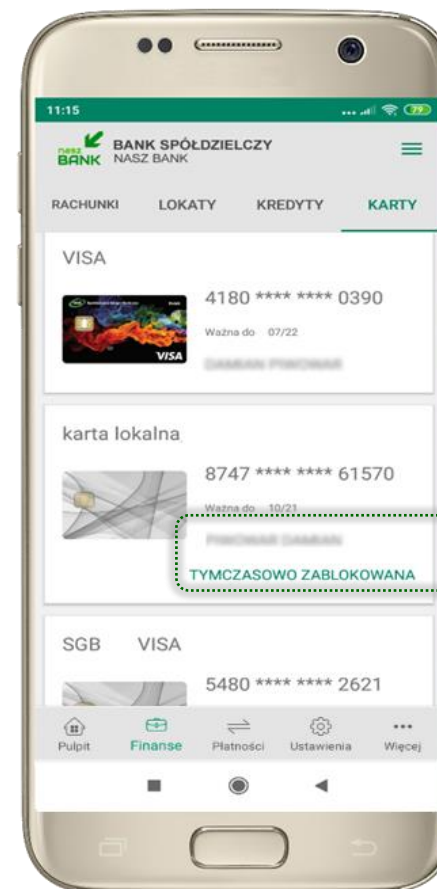 11:15
79
nasz BANK
BANK SPÓŁDZIELCZY
NASZ BANK
RACHUNKI LOKATY KREDYTY KARTY
VISA
4180 **** **** 0390
Ważna do 07/22
VISA
karta lokalna
8747 **** **** 61570
Ważna do 10/21
TYMCZASOWO ZABLOKOWANA
SGB VISA
5480 **** **** 2621
Pulpit Finanse Płatności Ustawienia Więcej